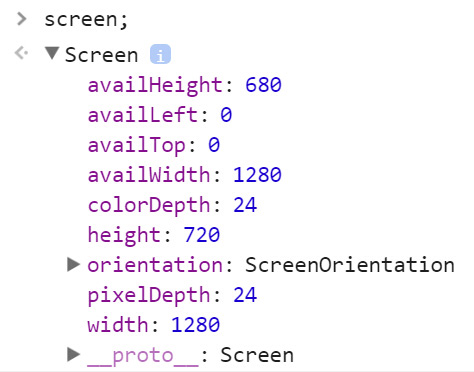 screen;
Screen i
availHeight: 680
availLeft: 0
availTop: 0
availWidth: 1280
colorDepth: 24
height: 720
orientation: ScreenOrientation
pixelDepth: 24
width: 1280
__proto__: Screen